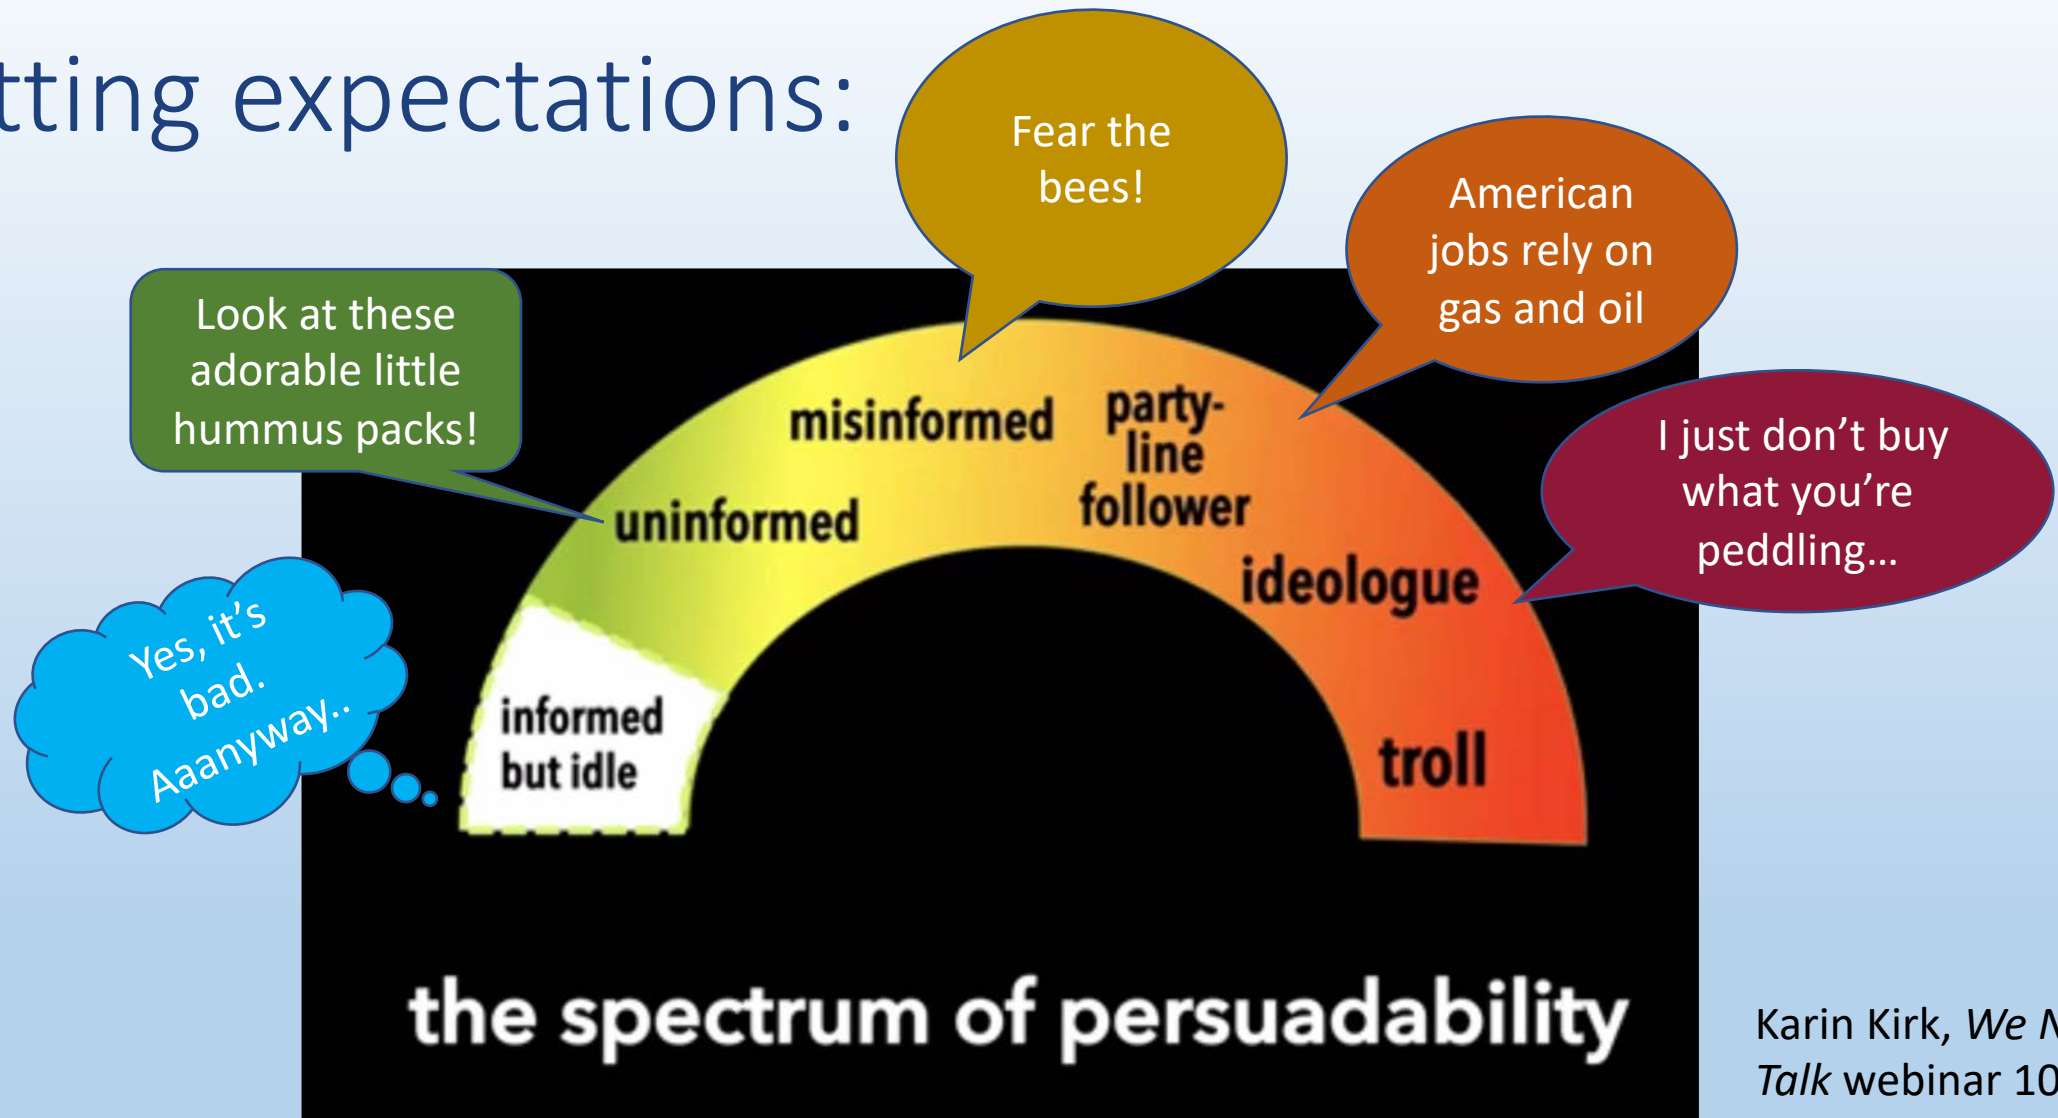 tting expectations:
Fear the
bees!
American
jobs rely on
gas and oil
Look at these
adorable little
hummus packs!
I just don’t buy
what you’re
peddling…
Yes, it’s
bad.
Aaanyway..
informed
but idle
uninformed
misinformed
party-
line
follower
ideologue
troll
the spectrum of persuadability
Karin Kirk, We N
Talk webinar 10